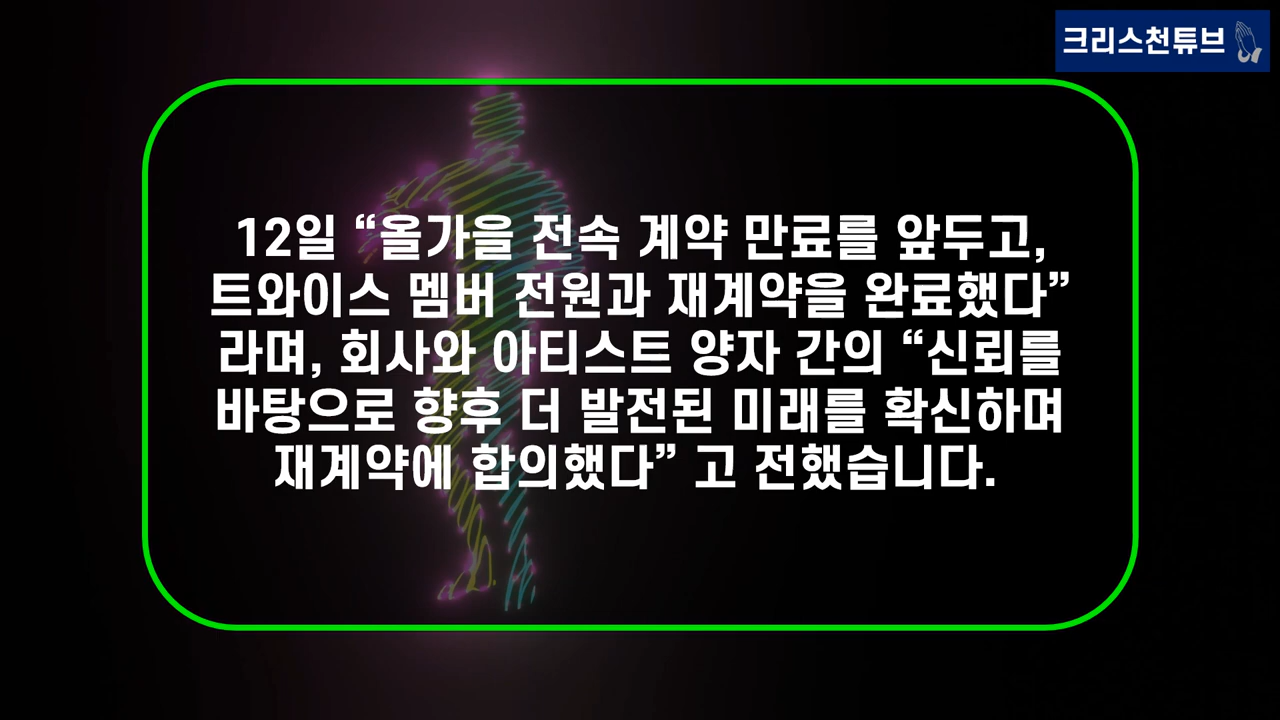 크리스천튜브
12일 “올가을 전속 계약 만료를 앞두고,
트와이스 멤버 전원과 재계약을 완료했다”
라며, 회사와 아티스트 양자 간의 “신뢰를
바탕으로 향후 더 발전된 미래를 확신하며
재계약에 합의했다” 고 전했습니다.